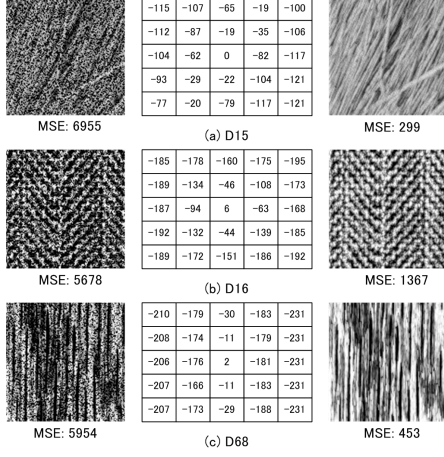 -115 -107 -65 -19 -100
-112 -87 -19 -35 -106
-104 -62 0 -82 -117
-93 -29 -22 -104 -121
-77 -20 -79 -117 -121
MSE: 6955
MSE: 299
(a) D15
-185 -178 -160 -175 -195
-189 -134 -46 -108 -173
-187 -94 6 -63 -168
-192 -132 -44 -139 -185
-189 -172 -151 -186 -192
MSE: 5678
MSE: 1367
(b) D16
-210 -179 -30 -183 -231
-208 -174 -11 -179 -231
-206 -176 2 -181 -231
-207 -166 -11 -183 -231
-207 -173 -29 -188 -231
MSE: 5954
MSE: 453
(c) D68